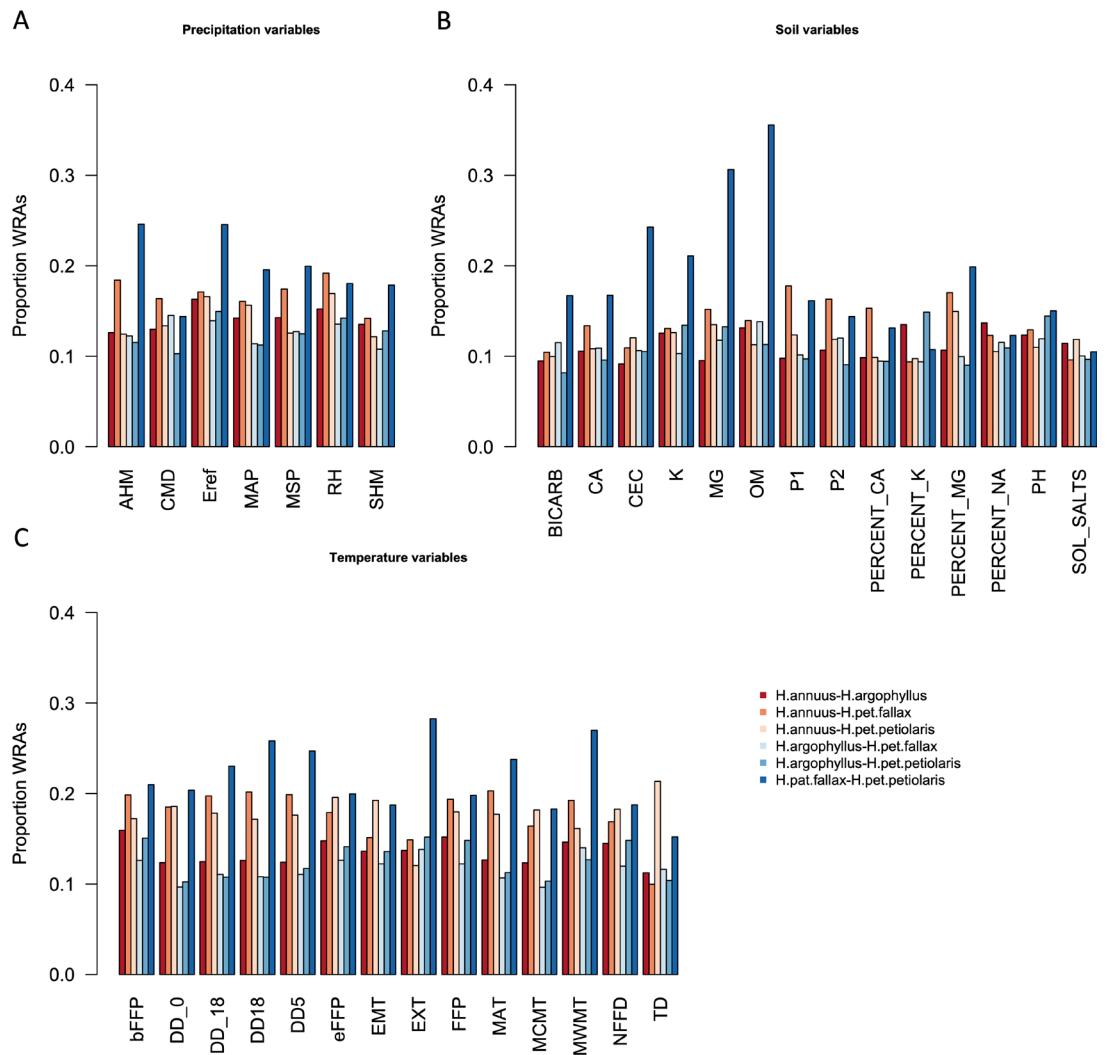 A
Precipitation variables
0.4
0.3
0.2
0.1
0.0
Proportion WRAs
AHM
CMD
Eref
MAP
MSP
RH
SHM
B
Soil variables
0.4
0.3
0.2
0.1
0.0
Proportion WRAs
BICARB
CA
CEC
K
MG
OM
P1
P2
PERCENT_CA
PERCENT_K
PERCENT_MG
PERCENT_NA
PH
SOL_SALTS
C
Temperature variables
0.4
0.3
0.2
0.1
0.0
Proportion WRAs
bFFP
DD_0
DD_18
DD18
DD5
eFFP
EMT
EXT
FFP
MAT
MCMT
MWMT
NFFD
TD
H.annuus-H.argophyllus
H.annuus-H.pet.fallax
H.annuus-H.pet.petiolaris
H.argophyllus-H.pet.fallax
H.argophyllus-H.pet.petiolaris
H.pat.fallax-H.pet.petiolaris